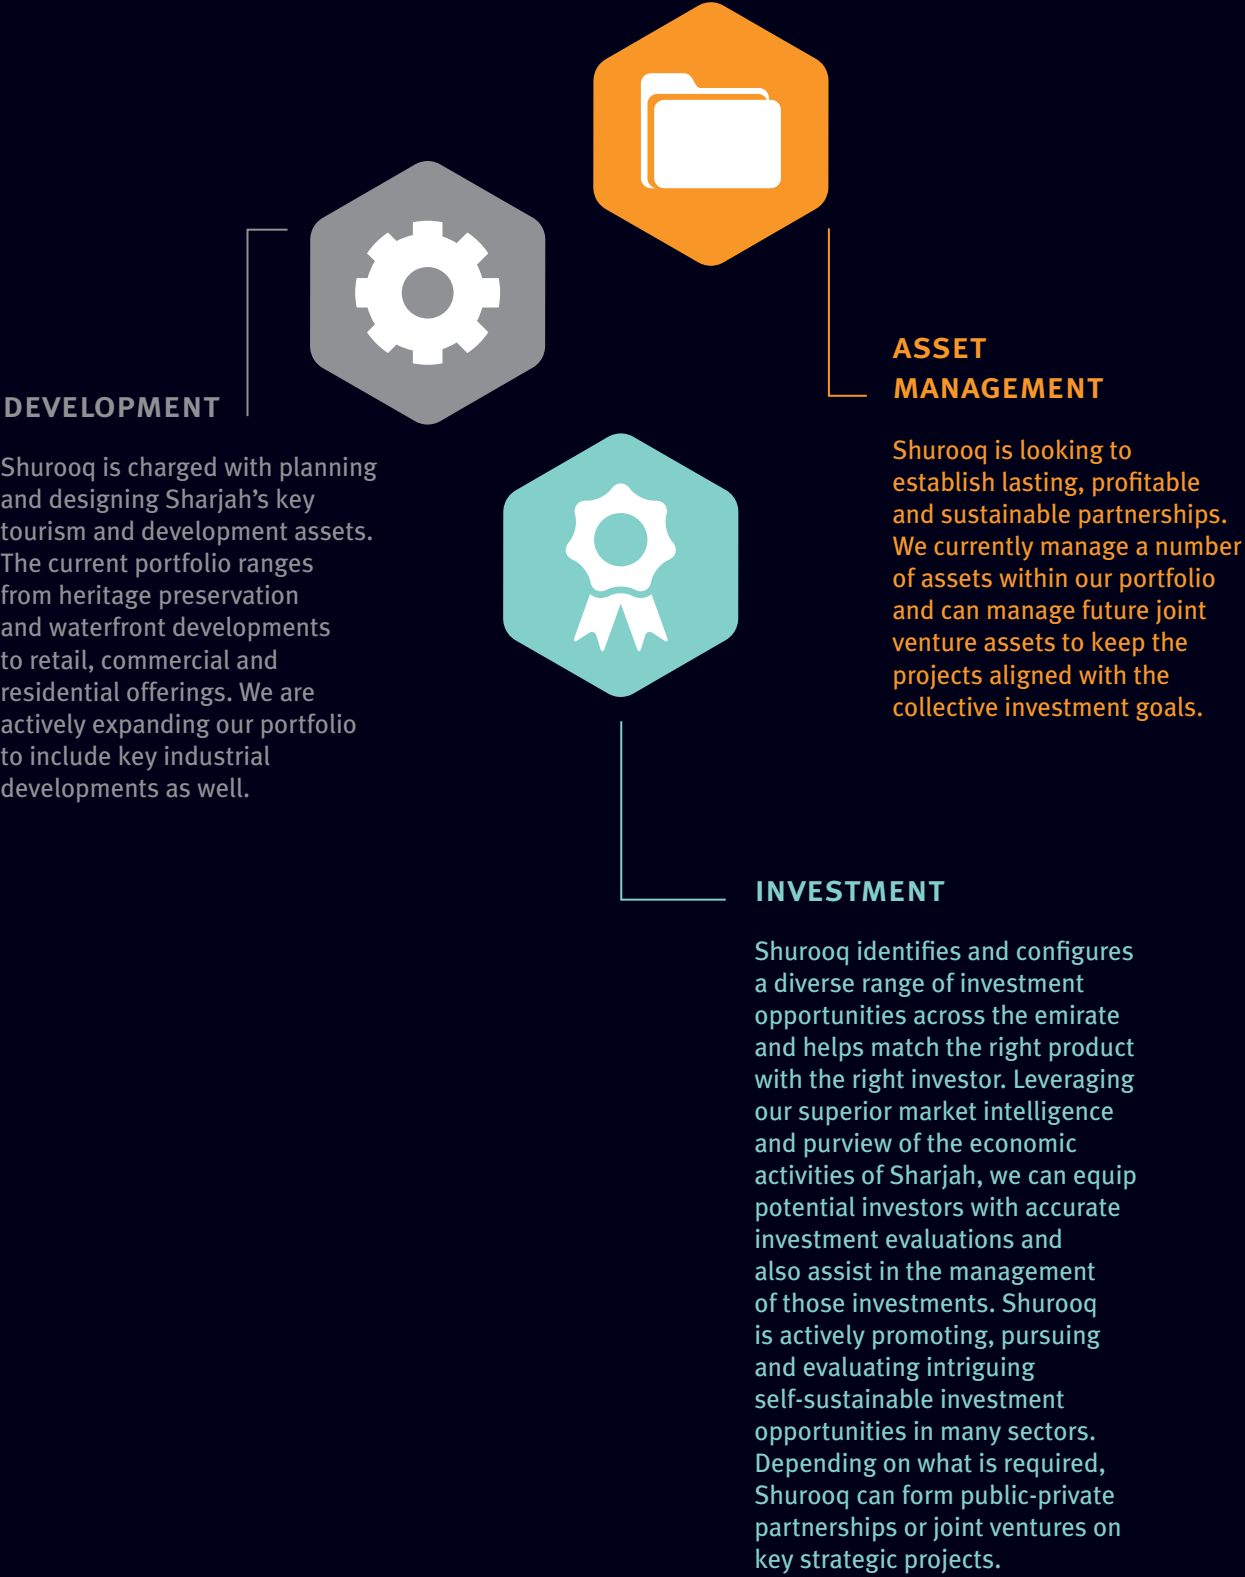 DEVELOPMENT
Shurooq is charged with planning
and designing Sharjah’s key
tourism and development assets.
The current portfolio ranges
from heritage preservation
and waterfront developments
to retail, commercial and
residential offerings. We are
actively expanding our portfolio
to include key industrial
developments as well.
ASSET
MANAGEMENT
Shurooq is looking to
establish lasting, profitable
and sustainable partnerships.
We currently manage a number
of assets within our portfolio
and can manage future joint
venture assets to keep the
projects aligned with the
collective investment goals.
INVESTMENT
Shurooq identifies and configures
a diverse range of investment
opportunities across the emirate
and helps match the right product
with the right investor. Leveraging
our superior market intelligence
and purview of the economic
activities of Sharjah, we can equip
potential investors with accurate
investment evaluations and
also assist in the management
of those investments. Shurooq
is actively promoting, pursuing
and evaluating intriguing
self-sustainable investment
opportunities in many sectors.
Depending on what is required,
Shurooq can form public-private
partnerships or joint ventures on
key strategic projects.